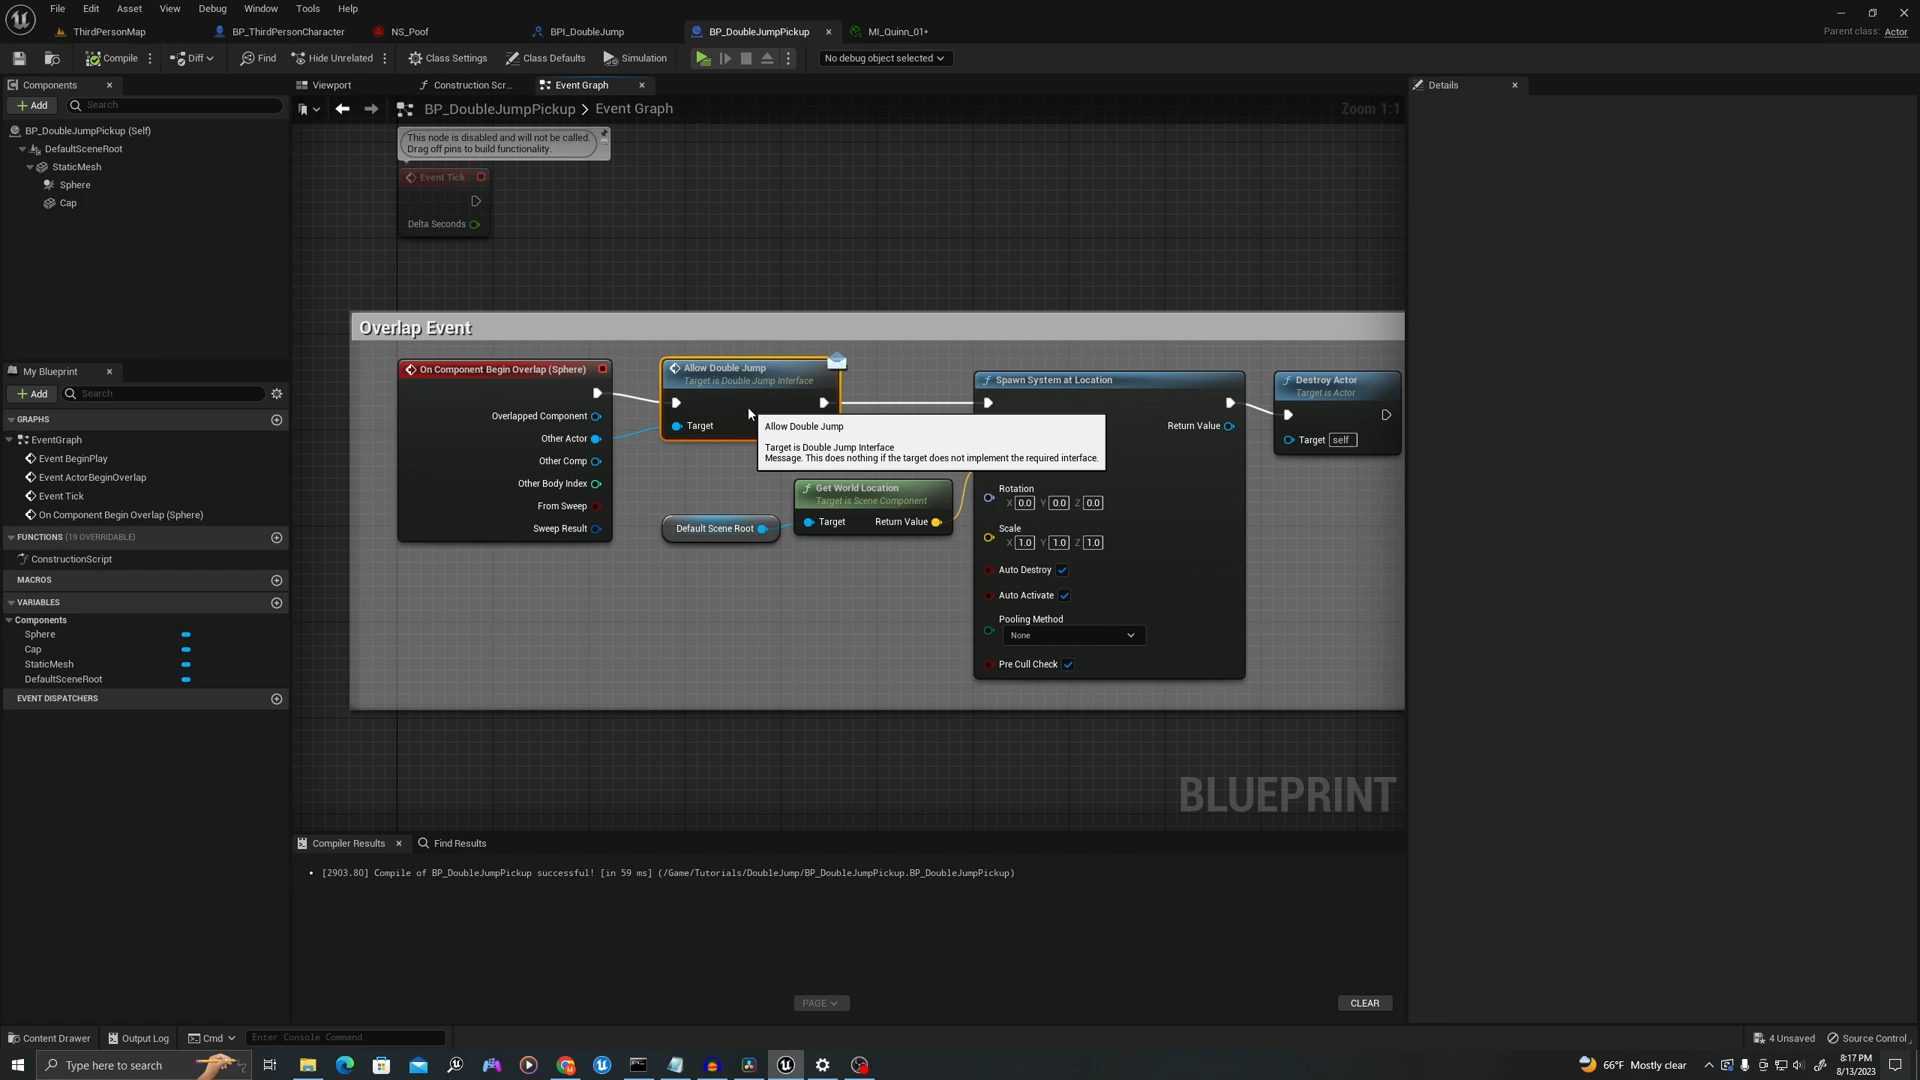 File Edit Asset View Debug Window Tools Help
ThirdPersonMap BP_ThirdPersonCharacter NS_Poof BPI_DoubleJump BP_DoubleJumpPickup MI_Quinn_01*
Parent class: Actor
Compile Diff Find Hide Unrelated Class Settings Class Defaults Simulation No debug object selected
Components
Add Search
BP_DoubleJumpPickup (Self)
DefaultSceneRoot
StaticMesh
Sphere
Cap
My Blueprint
Add Search
GRAPHS
EventGraph
Event BeginPlay
Event ActorBeginOverlap
Event Tick
On Component Begin Overlap (Sphere)
FUNCTIONS (19 OVERRIDABLE)
ConstructionScript
MACROS
VARIABLES
Components
Sphere
Cap
StaticMesh
DefaultSceneRoot
EVENT DISPATCHERS
Viewport Construction Scr... Event Graph
BP_DoubleJumpPickup > Event Graph
Zoom 1:1
This node is disabled and will not be called.
Drag off pins to build functionality.
Event Tick
Delta Seconds
Overlap Event
On Component Begin Overlap (Sphere)
Overlapped Component
Other Actor
Other Comp
Other Body Index
From Sweep
Sweep Result
Allow Double Jump
Target is Double Jump Interface
Target
Allow Double Jump
Target is Double Jump Interface
Message. This does nothing if the target does not implement the required interface.
Default Scene Root
Get World Location
Target is Scene Component
Target Return Value
Spawn System at Location
Return Value
Rotation
X 0.0 Y 0.0 Z 0.0
Scale
X 1.0 Y 1.0 Z 1.0
Auto Destroy
Auto Activate
Pooling Method
None
Pre Cull Check
Destroy Actor
Target is Actor
Target self
BLUEPRINT
Compiler Results Find Results
[2903.80] Compile of BP_DoubleJumpPickup successful! [in 59 ms] (/Game/Tutorials/DoubleJump/BP_DoubleJumpPickup.BP_DoubleJumpPickup)
PAGE
CLEAR
Details
Content Drawer Output Log Cmd Enter Console Command
4 Unsaved Source Control
Type here to search
66°F Mostly clear
8:17 PM
8/13/2023